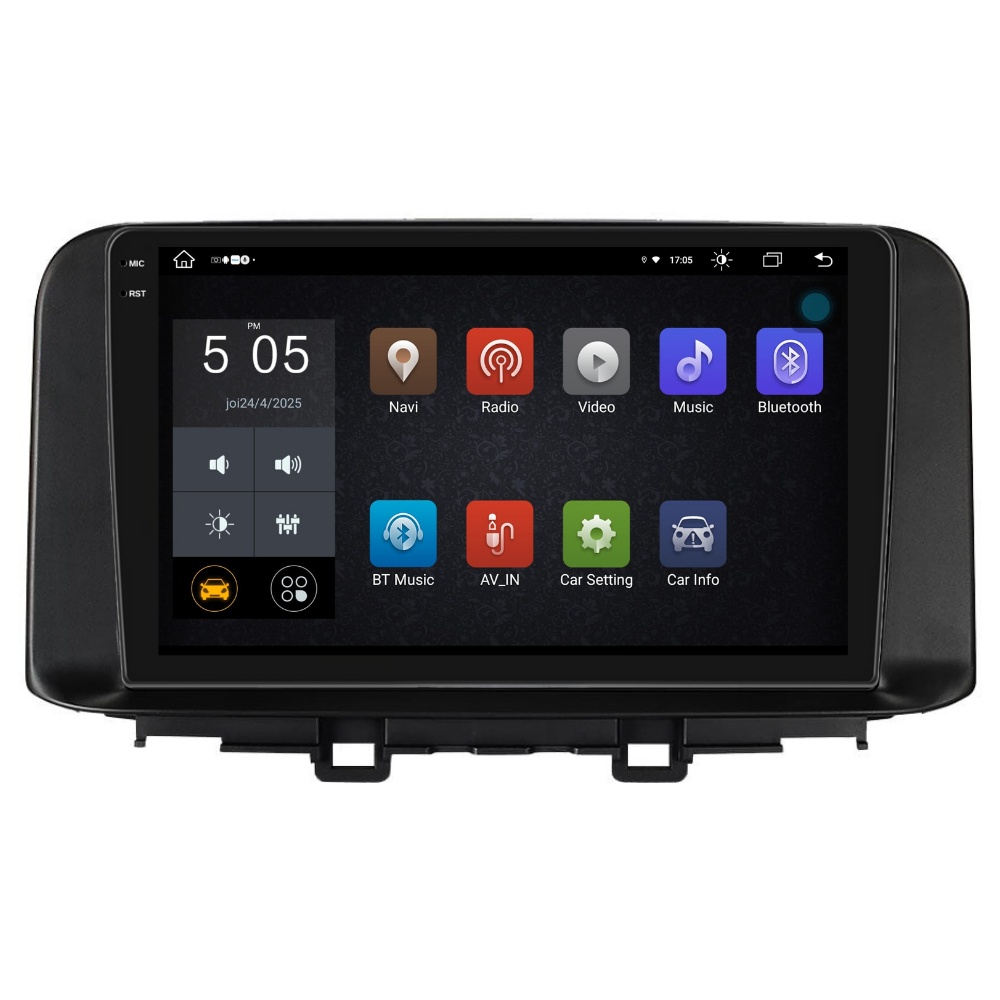 MIC
RST
17:05
PM
5 05
joi24/4/2025
Navi
Radio
Video
Music
Bluetooth
BT Music
AV_IN
Car Setting
Car Info